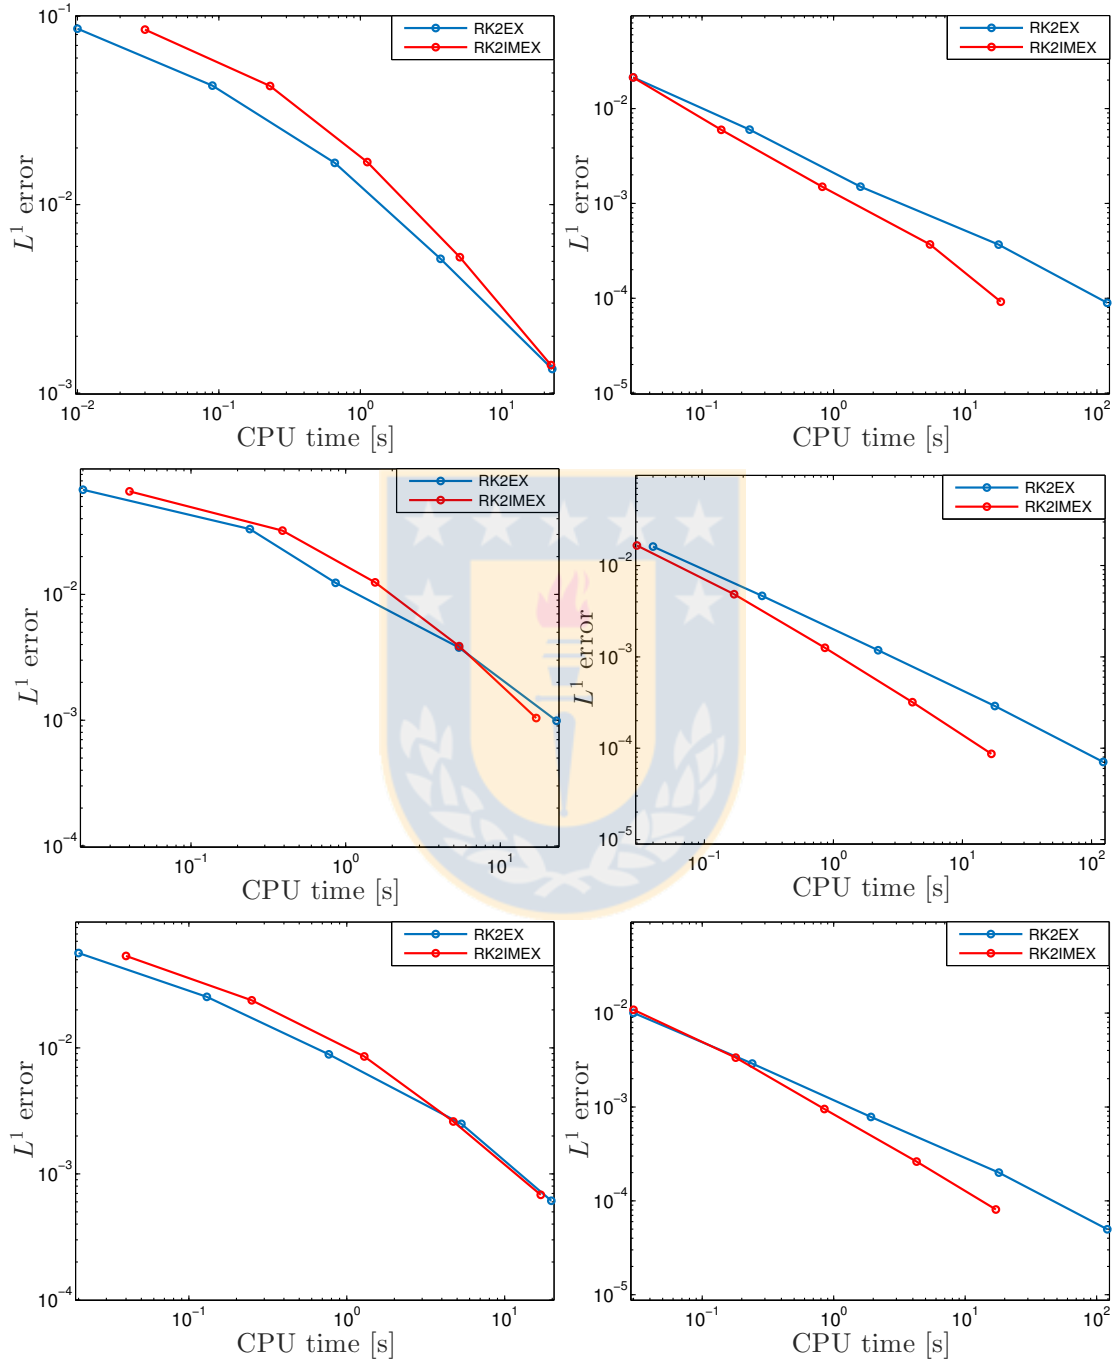 10^-1
RK2EX
RK2IMEX
10^-2
10^-3
L^1 error
10^-2 10^-1 10^0 10^1
CPU time [s]
RK2EX
RK2IMEX
10^-2
10^-3
10^-4
10^-5
L^1 error
10^-1 10^0 10^1 10^2
CPU time [s]
RK2EX
RK2IMEX
10^-2
10^-3
10^-4
L^1 error
10^-1 10^0 10^1
CPU time [s]
RK2EX
RK2IMEX
10^-2
10^-3
10^-4
10^-5
L^1 error
10^-1 10^0 10^1 10^2
CPU time [s]
RK2EX
RK2IMEX
10^-2
10^-3
10^-4
L^1 error
10^-1 10^0 10^1
CPU time [s]
RK2EX
RK2IMEX
10^-2
10^-3
10^-4
10^-5
L^1 error
10^-1 10^0 10^1 10^2
CPU time [s]